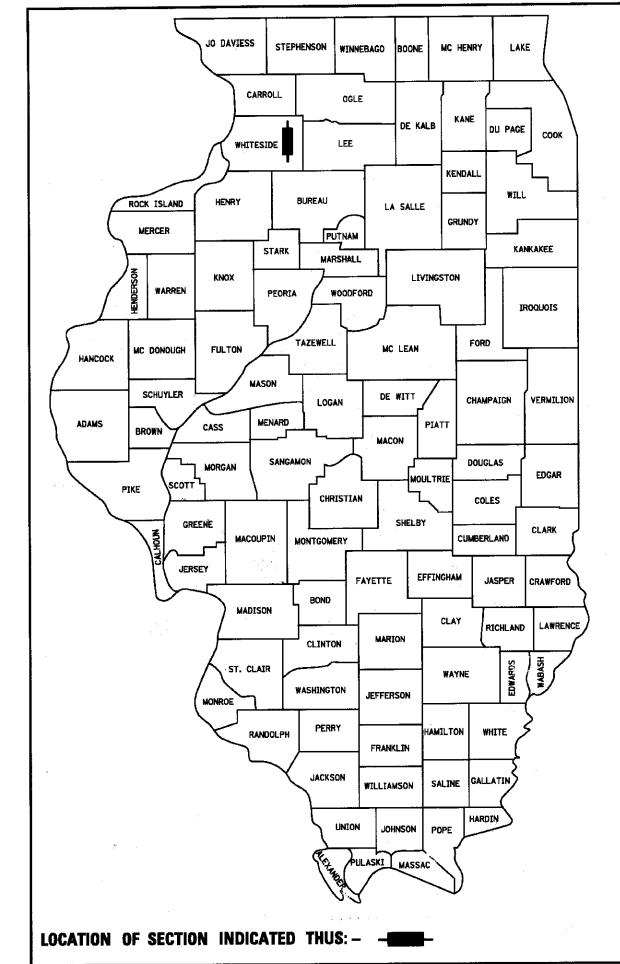 JO DAVIESS
STEPHENSON
WINNEBAGO
BOONE
MC HENRY
LAKE
CARROLL
OGLE
DE KALB
KANE
DU PAGE
COOK
WHITESIDE
LEE
KENDALL
WILL
ROCK ISLAND
HENRY
BUREAU
LA SALLE
GRUNDY
MERCER
PUTNAM
STARK
MARSHALL
KANKAKEE
HENDERSON
WARREN
KNOX
PEORIA
WOODFORD
LIVINGSTON
IROQUOIS
HANCOCK
MC DONOUGH
FULTON
TAZEWELL
MC LEAN
FORD
SCHUYLER
MASON
LOGAN
DE WITT
CHAMPAIGN
VERMILION
ADAMS
BROWN
CASS
MENARD
MACON
PIATT
PIKE
SCOTT
MORGAN
SANGAMON
CHRISTIAN
MOULTRIE
DOUGLAS
EDGAR
COLES
CALHOUN
GREENE
MACOUPIN
MONTGOMERY
SHELBY
CUMBERLAND
CLARK
JERSEY
FAYETTE
EFFINGHAM
JASPER
CRAWFORD
MADISON
BOND
CLAY
RICHLAND
LAWRENCE
CLINTON
MARION
ST. CLAIR
WAYNE
EDWARDS
WABASH
MONROE
WASHINGTON
JEFFERSON
RANDOLPH
PERRY
HAMILTON
WHITE
FRANKLIN
JACKSON
WILLIAMSON
SALINE
GALLATIN
UNION
JOHNSON
POPE
HARDIN
ALEXANDER
PULASKI
MASSAC
LOCATION OF SECTION INDICATED THUS: –